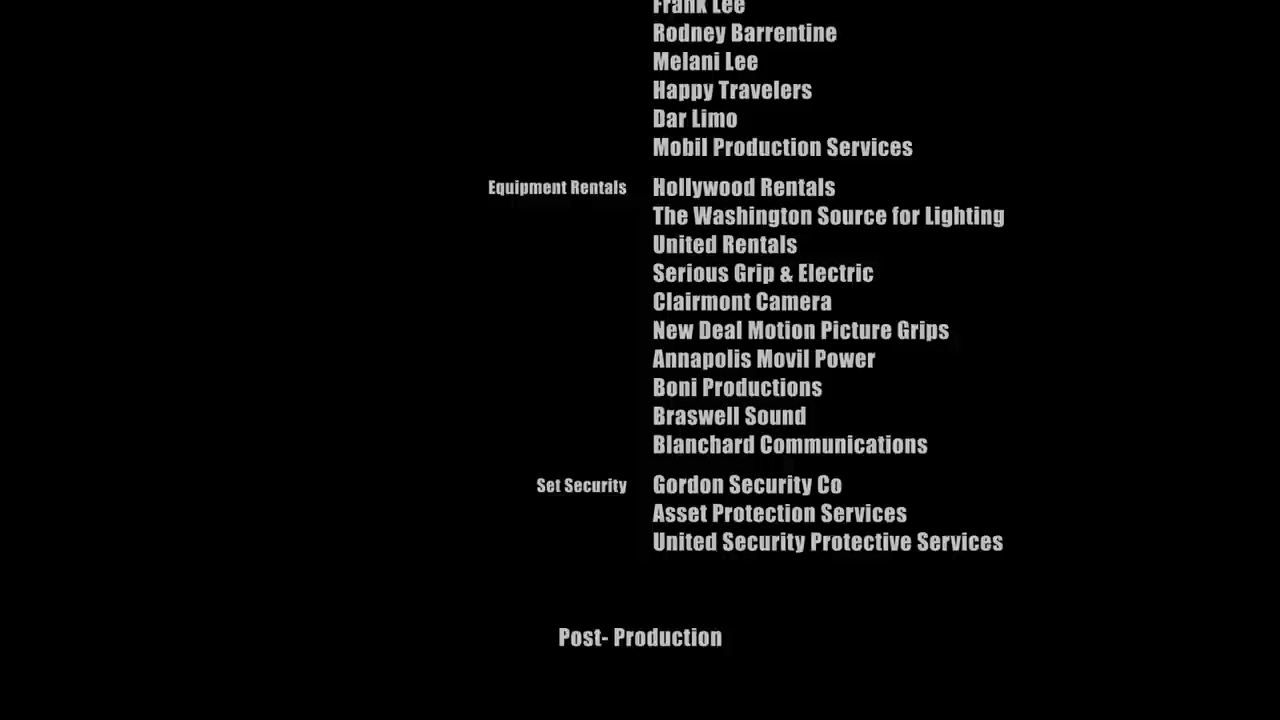 Frank Lee
Rodney Barrentine
Melani Lee
Happy Travelers
Dar Limo
Mobil Production Services
Equipment Rentals Hollywood Rentals
The Washington Source for Lighting
United Rentals
Serious Grip & Electric
Clairmont Camera
New Deal Motion Picture Grips
Annapolis Movil Power
Boni Productions
Braswell Sound
Blanchard Communications
Set Security Gordon Security Co
Asset Protection Services
United Security Protective Services
Post- Production